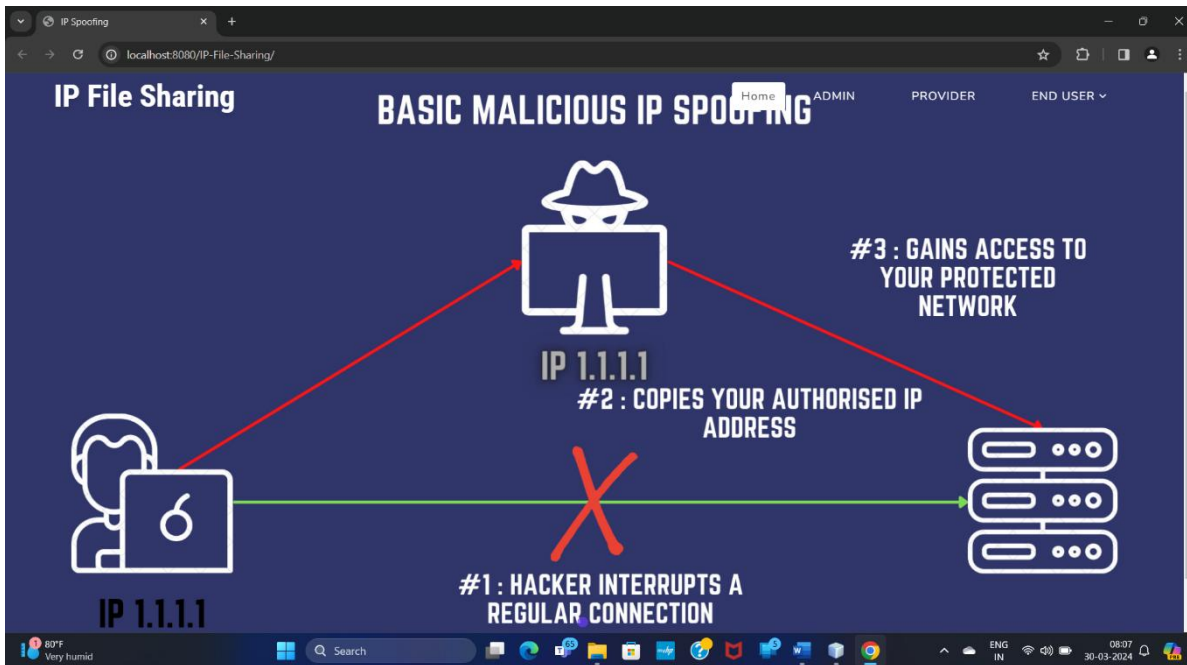 IP Spoofing
localhost:8080/IP-File-Sharing/
IP File Sharing
Home
ADMIN
PROVIDER
END USER
BASIC MALICIOUS IP SPOOFING
#3 : GAINS ACCESS TO
YOUR PROTECTED
NETWORK
IP 1.1.1.1
#2 : COPIES YOUR AUTHORISED IP
ADDRESS
#1 : HACKER INTERRUPTS A
REGULAR CONNECTION
IP 1.1.1.1
1
80°F
Very humid
Search
65
5
ENG
IN
08:07
30-03-2024